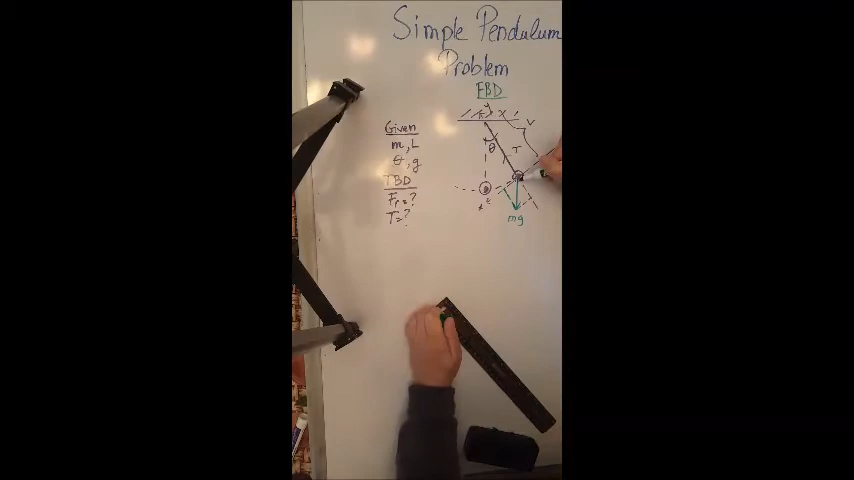 Simple Pendulum
Problem
FBD
Given
m, L
θ, g
TBD
Fr=?
T=?
θ
T
mg